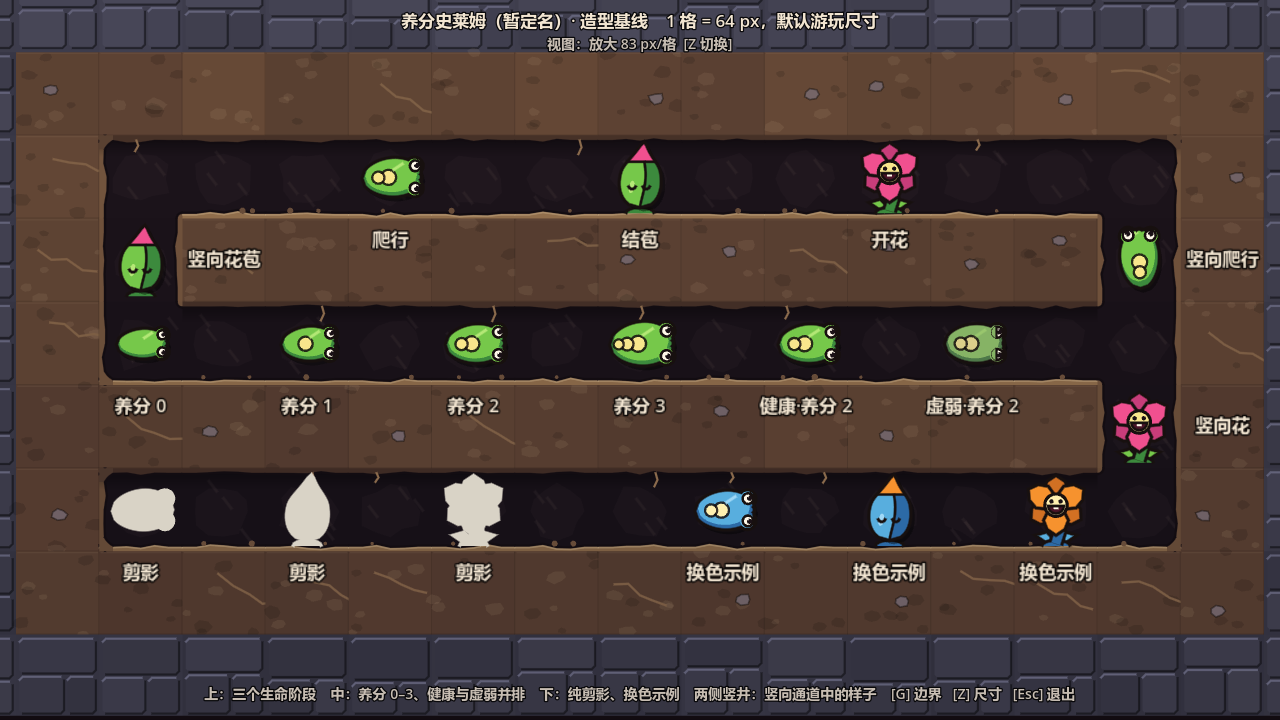 养分史莱姆（暂定名）· 造型基线　1 格 = 64 px，默认游玩尺寸
视图：放大 83 px/格 [Z 切换]
爬行
结苞
开花
竖向花苞
竖向爬行
养分 0
养分 1
养分 2
养分 3
健康·养分 2
虚弱·养分 2
竖向花
剪影
剪影
剪影
换色示例
换色示例
换色示例
上：三个生命阶段　中：养分 0–3、健康与虚弱并排　下：纯剪影、换色示例　两侧竖井：竖向通道中的样子　[G] 边界　[Z] 尺寸　[Esc] 退出